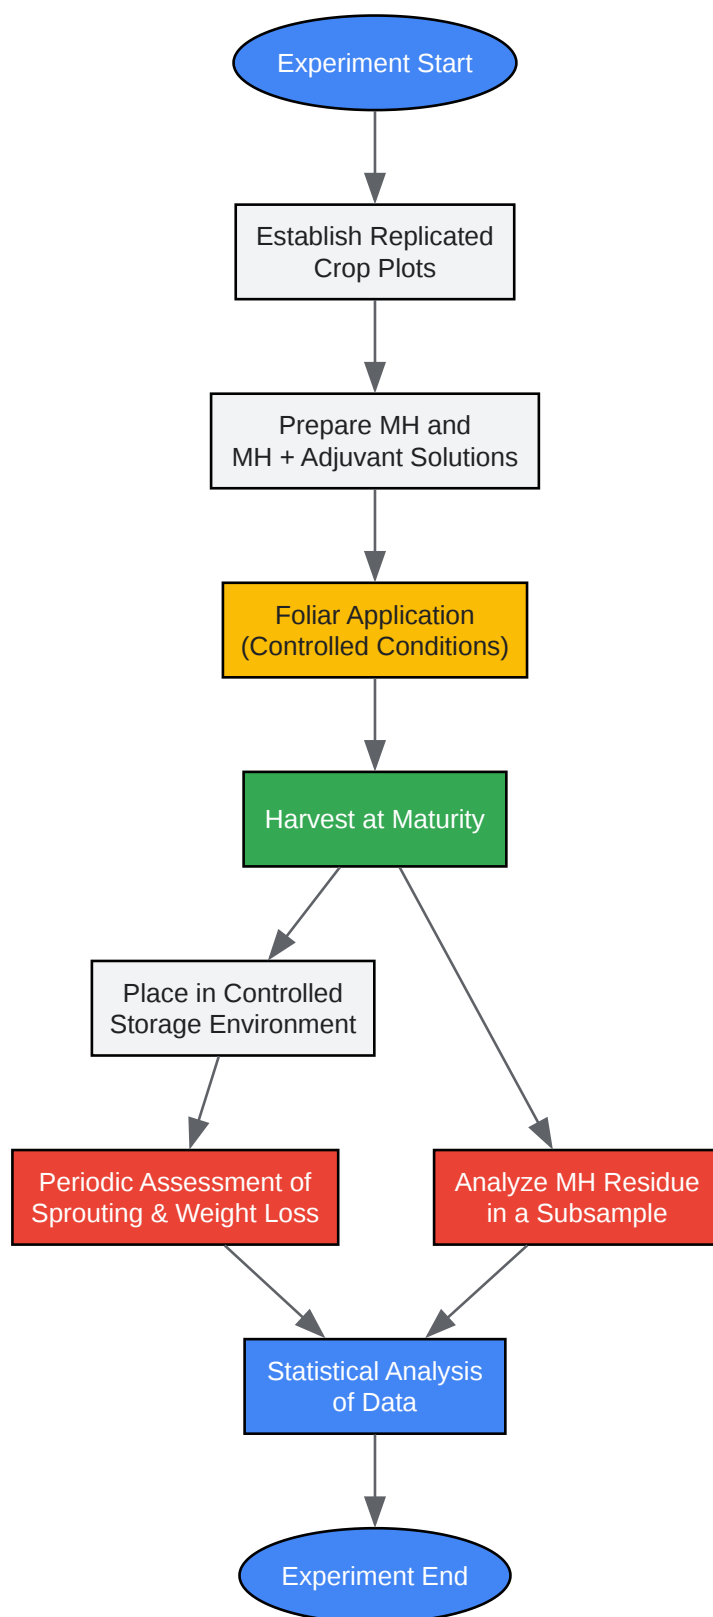 Experiment Start
Establish Replicated
Crop Plots
Prepare MH and
MH + Adjuvant Solutions
Foliar Application
(Controlled Conditions)
Harvest at Maturity
Place in Controlled
Storage Environment
Periodic Assessment of
Sprouting & Weight Loss
Analyze MH Residue
in a Subsample
Statistical Analysis
of Data
Experiment End